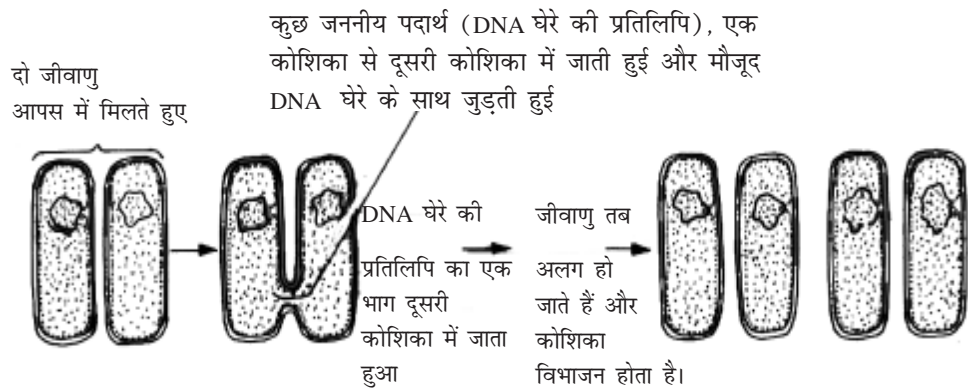 कुछ जननीय पदार्थ (DNA घेरे की प्रतिलिपि), एक
कोशिका से दूसरी कोशिका में जाती हुई और मौजूद
DNA घेरे के साथ जुड़ती हुई
दो जीवाणु
आपस में मिलते हुए
DNA घेरे की
प्रतिलिपि का एक
भाग दूसरी
कोशिका में जाता
हुआ
जीवाणु तब
अलग हो
जाते हैं और
कोशिका
विभाजन होता है।